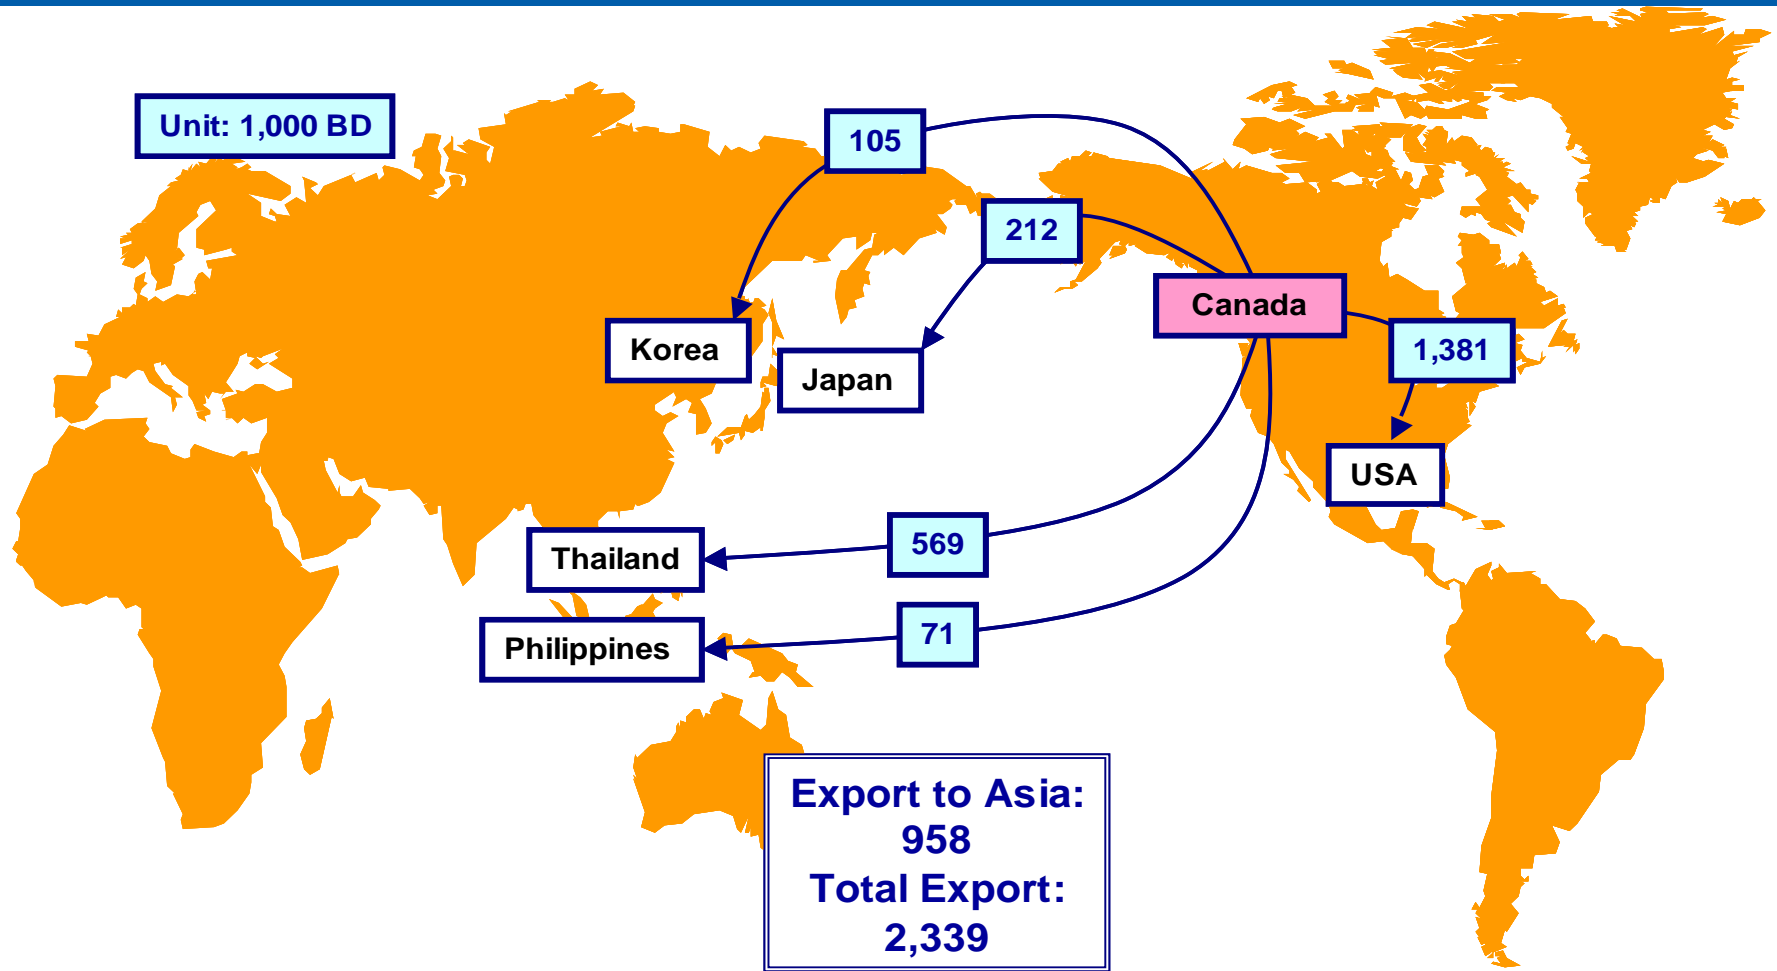 Unit: 1,000 BD
105
212
Canada
Korea
1,381
Japan
USA
569
Thailand
71
Philippines
Export to Asia:
958
Total Export:
2,339